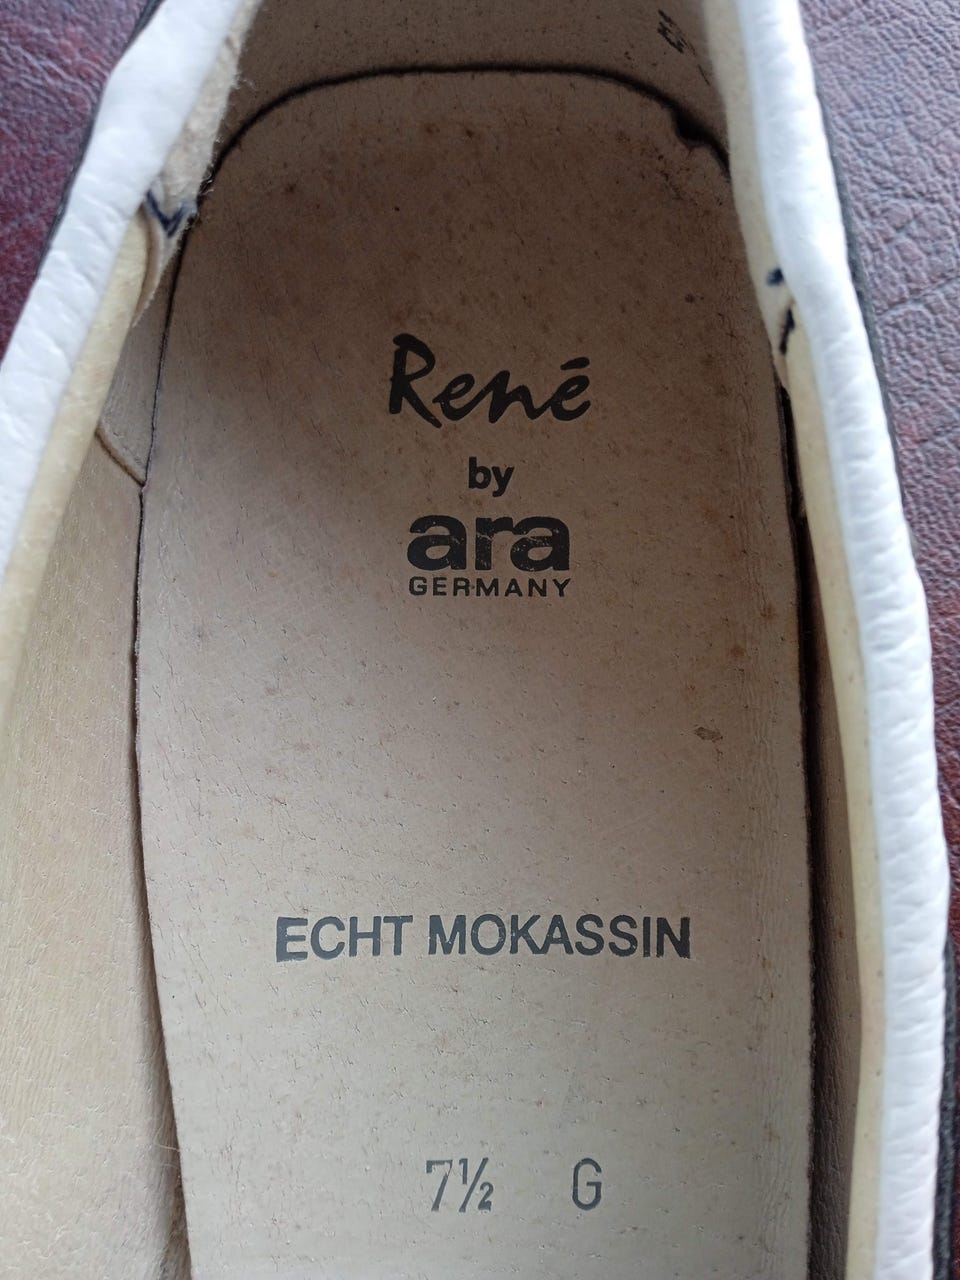 René
by
ara
GERMANY
ECHT MOKASSIN
7½ G